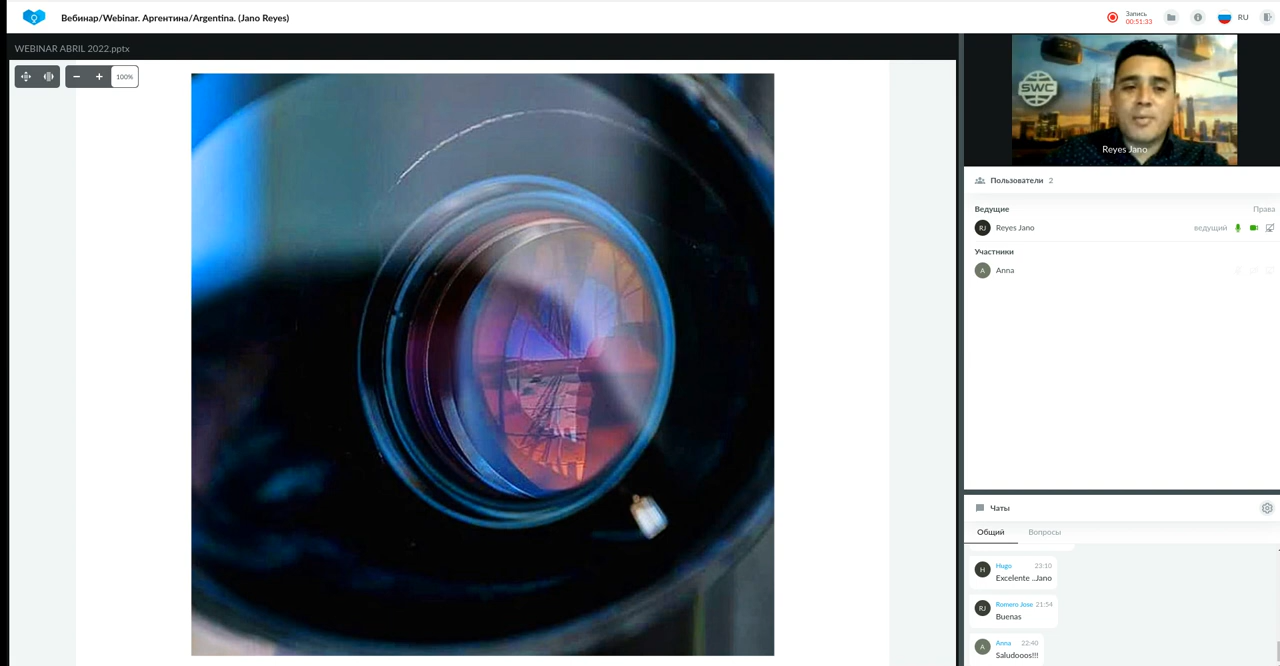 Вебинар/Webinar. Аргентина/Argentina. (Jano Reyes)
Запись
00:51:33
RU
WEBINAR ABRIL 2022.pptx
100%
SWC
Reyes Jano
Пользователи 2
Ведущие Права
RJ Reyes Jano ведущий
Участники
A Anna
Чаты
Общий Вопросы
H Hugo 23:10
Excelente ..Jano
RJ Romero Jose 21:54
Buenas
A Anna 22:40
Saludooos!!!